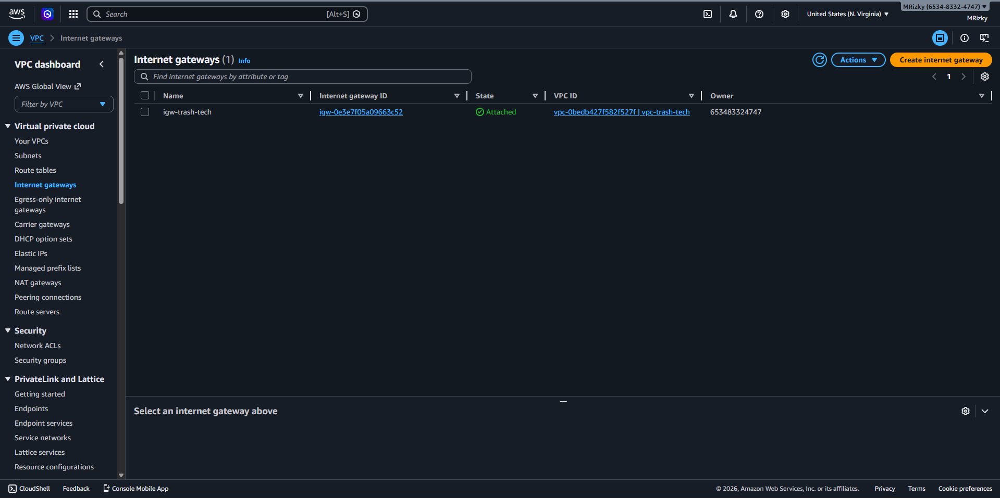 aws
Search
[Alt+S]
United States (N. Virginia)
MRizky (6534-8332-4747)
MRizky
VPC
Internet gateways
VPC dashboard
AWS Global View
Filter by VPC
Virtual private cloud
Your VPCs
Subnets
Route tables
Internet gateways
Egress-only internet
gateways
Carrier gateways
DHCP option sets
Elastic IPs
Managed prefix lists
NAT gateways
Peering connections
Route servers
Security
Network ACLs
Security groups
PrivateLink and Lattice
Getting started
Endpoints
Endpoint services
Service networks
Lattice services
Resource configurations
Internet gateways (1) Info
Actions
Create internet gateway
Find internet gateways by attribute or tag
1
Name Internet gateway ID State VPC ID Owner
igw-trash-tech igw-0e3e7f05a09663c52 Attached vpc-0bedb427f582f527f | vpc-trash-tech 653483324747
Select an internet gateway above
CloudShell Feedback Console Mobile App
© 2026, Amazon Web Services, Inc. or its affiliates. Privacy Terms Cookie preferences